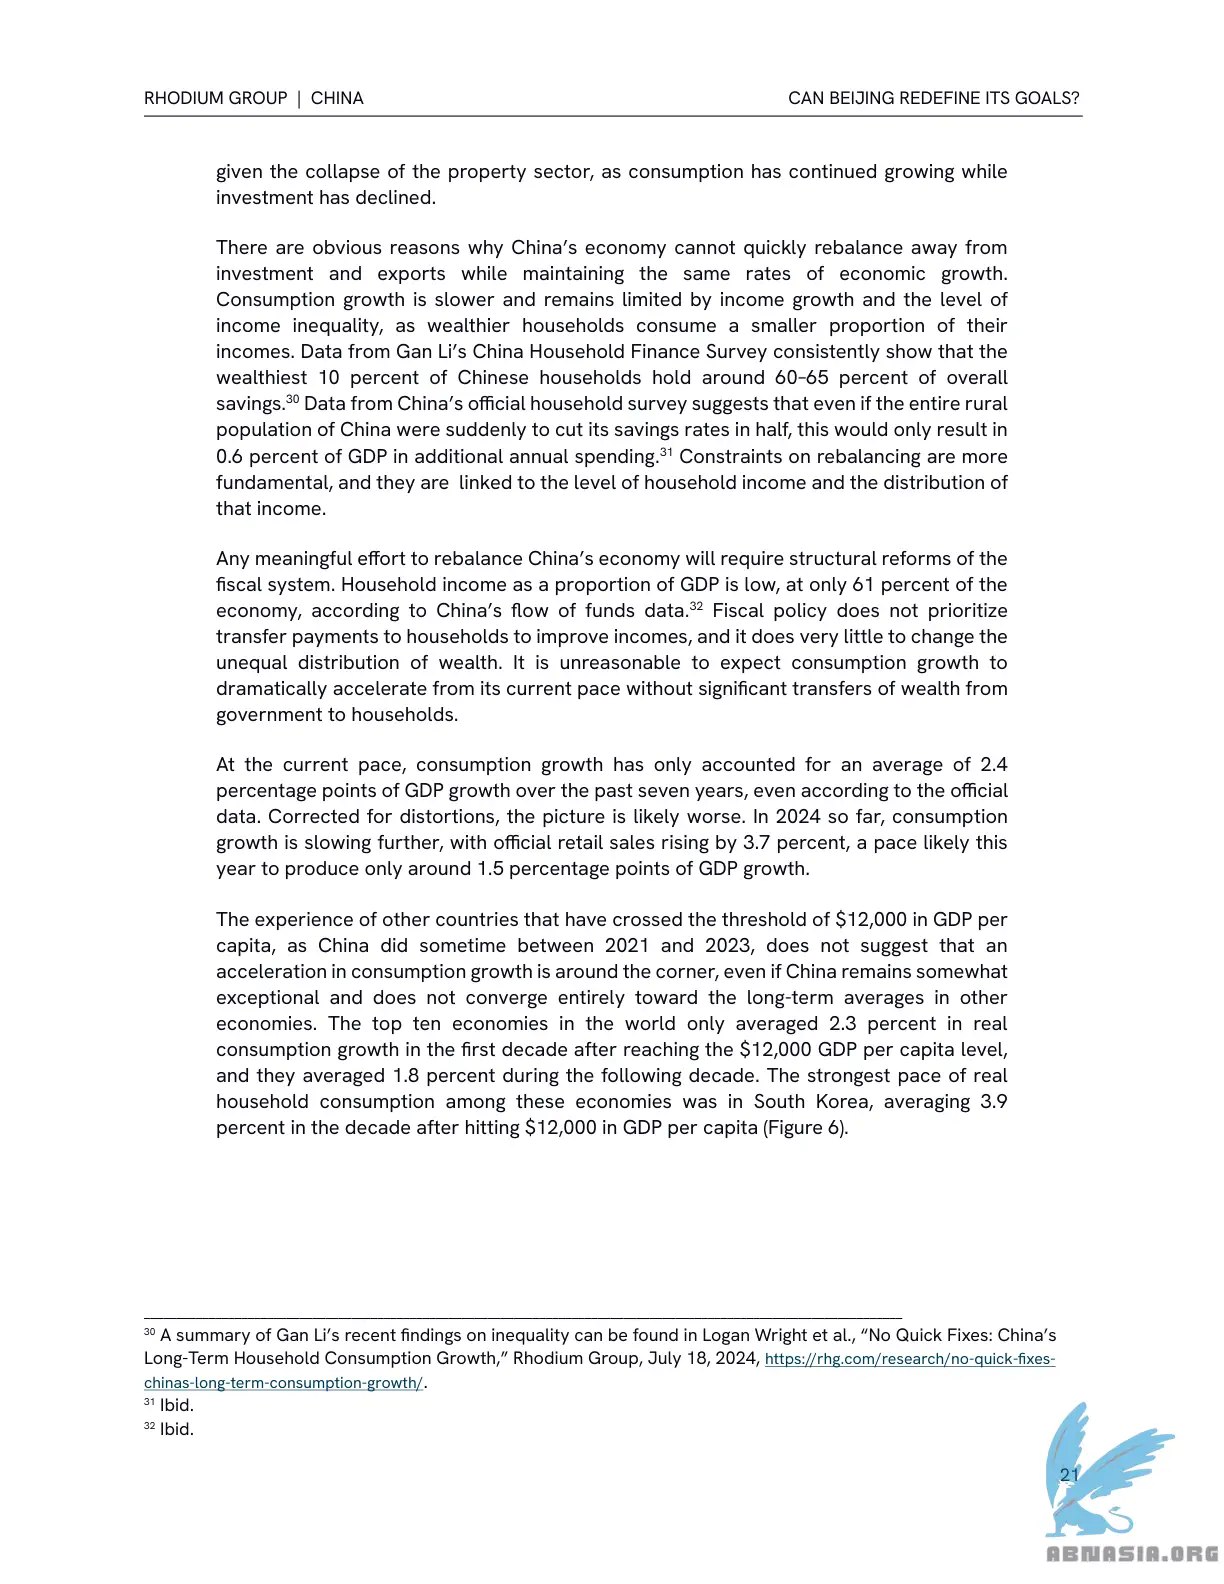 RHODIUM GROUP | CHINA
CAN BEIJING REDEFINE ITS GOALS?
given the collapse of the property sector, as consumption has continued growing while
investment has declined.
There are obvious reasons why China’s economy cannot quickly rebalance away from
investment and exports while maintaining the same rates of economic growth.
Consumption growth is slower and remains limited by income growth and the level of
income inequality, as wealthier households consume a smaller proportion of their
incomes. Data from Gan Li’s China Household Finance Survey consistently show that the
wealthiest 10 percent of Chinese households hold around 60–65 percent of overall
savings.30 Data from China’s official household survey suggests that even if the entire rural
population of China were suddenly to cut its savings rates in half, this would only result in
0.6 percent of GDP in additional annual spending.31 Constraints on rebalancing are more
fundamental, and they are linked to the level of household income and the distribution of
that income.
Any meaningful effort to rebalance China’s economy will require structural reforms of the
fiscal system. Household income as a proportion of GDP is low, at only 61 percent of the
economy, according to China’s flow of funds data.32 Fiscal policy does not prioritize
transfer payments to households to improve incomes, and it does very little to change the
unequal distribution of wealth. It is unreasonable to expect consumption growth to
dramatically accelerate from its current pace without significant transfers of wealth from
government to households.
At the current pace, consumption growth has only accounted for an average of 2.4
percentage points of GDP growth over the past seven years, even according to the official
data. Corrected for distortions, the picture is likely worse. In 2024 so far, consumption
growth is slowing further, with official retail sales rising by 3.7 percent, a pace likely this
year to produce only around 1.5 percentage points of GDP growth.
The experience of other countries that have crossed the threshold of $12,000 in GDP per
capita, as China did sometime between 2021 and 2023, does not suggest that an
acceleration in consumption growth is around the corner, even if China remains somewhat
exceptional and does not converge entirely toward the long-term averages in other
economies. The top ten economies in the world only averaged 2.3 percent in real
consumption growth in the first decade after reaching the $12,000 GDP per capita level,
and they averaged 1.8 percent during the following decade. The strongest pace of real
household consumption among these economies was in South Korea, averaging 3.9
percent in the decade after hitting $12,000 in GDP per capita (Figure 6).
30 A summary of Gan Li’s recent findings on inequality can be found in Logan Wright et al., “No Quick Fixes: China’s
Long-Term Household Consumption Growth,” Rhodium Group, July 18, 2024, https://rhg.com/research/no-quick-fixes-
chinas-long-term-consumption-growth/.
31 Ibid.
32 Ibid.
21
ABNASIA.ORG